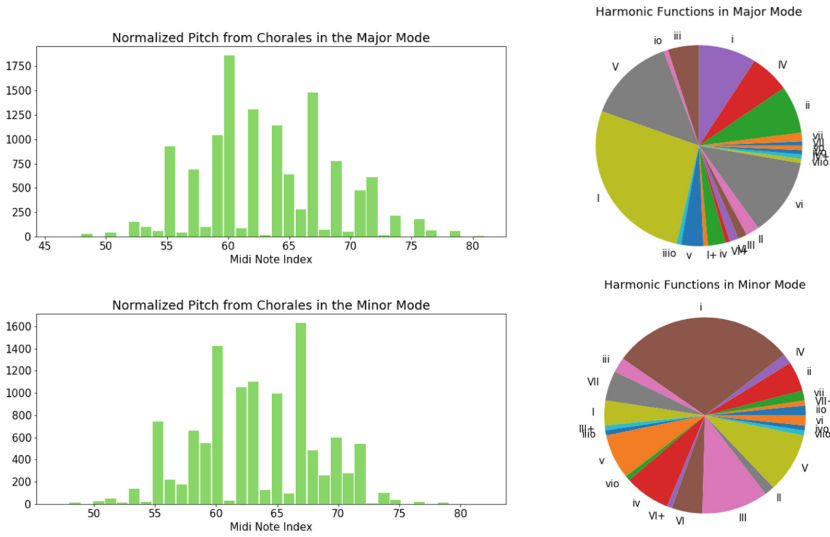 Normalized Pitch from Chorales in the Major Mode
1750
1500
1250
1000
750
500
250
0
45 50 55 60 65 70 75 80
Midi Note Index
Harmonic Functions in Major Mode
i
IV
ii
vii
viio
vi
II
III
VI+
iv
I+
v
iiio
I
V
io
iii
Normalized Pitch from Chorales in the Minor Mode
1600
1400
1200
1000
800
600
400
200
0
50 55 60 65 70 75 80
Midi Note Index
Harmonic Functions in Minor Mode
i
IV
ii
vii
VII+
iio
vi
ivo
viio
V
II
III
VI
VI+
iv
vio
v
iiio
III+
I
VII
iii